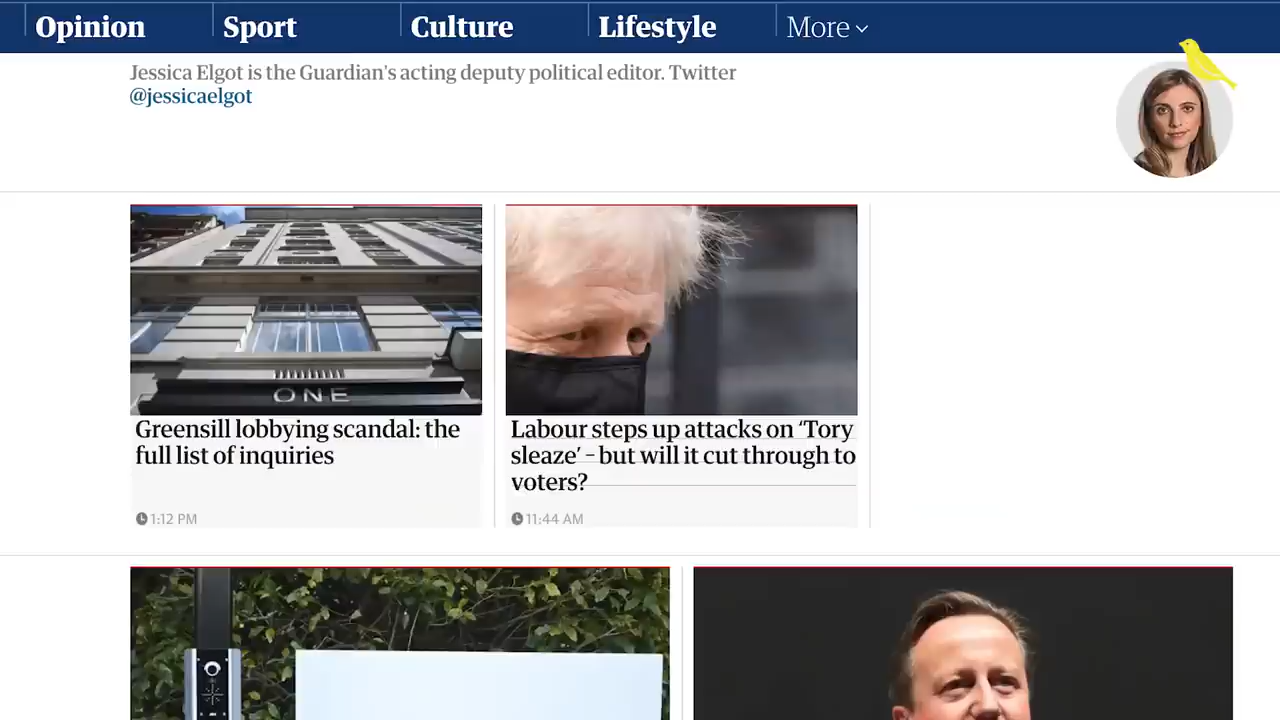 Opinion
Sport
Culture
Lifestyle
More
Jessica Elgot is the Guardian's acting deputy political editor. Twitter
@jessicaelgot
ONE
Greensill lobbying scandal: the
full list of inquiries
1:12 PM
Labour steps up attacks on ‘Tory
sleaze’ – but will it cut through to
voters?
11:44 AM